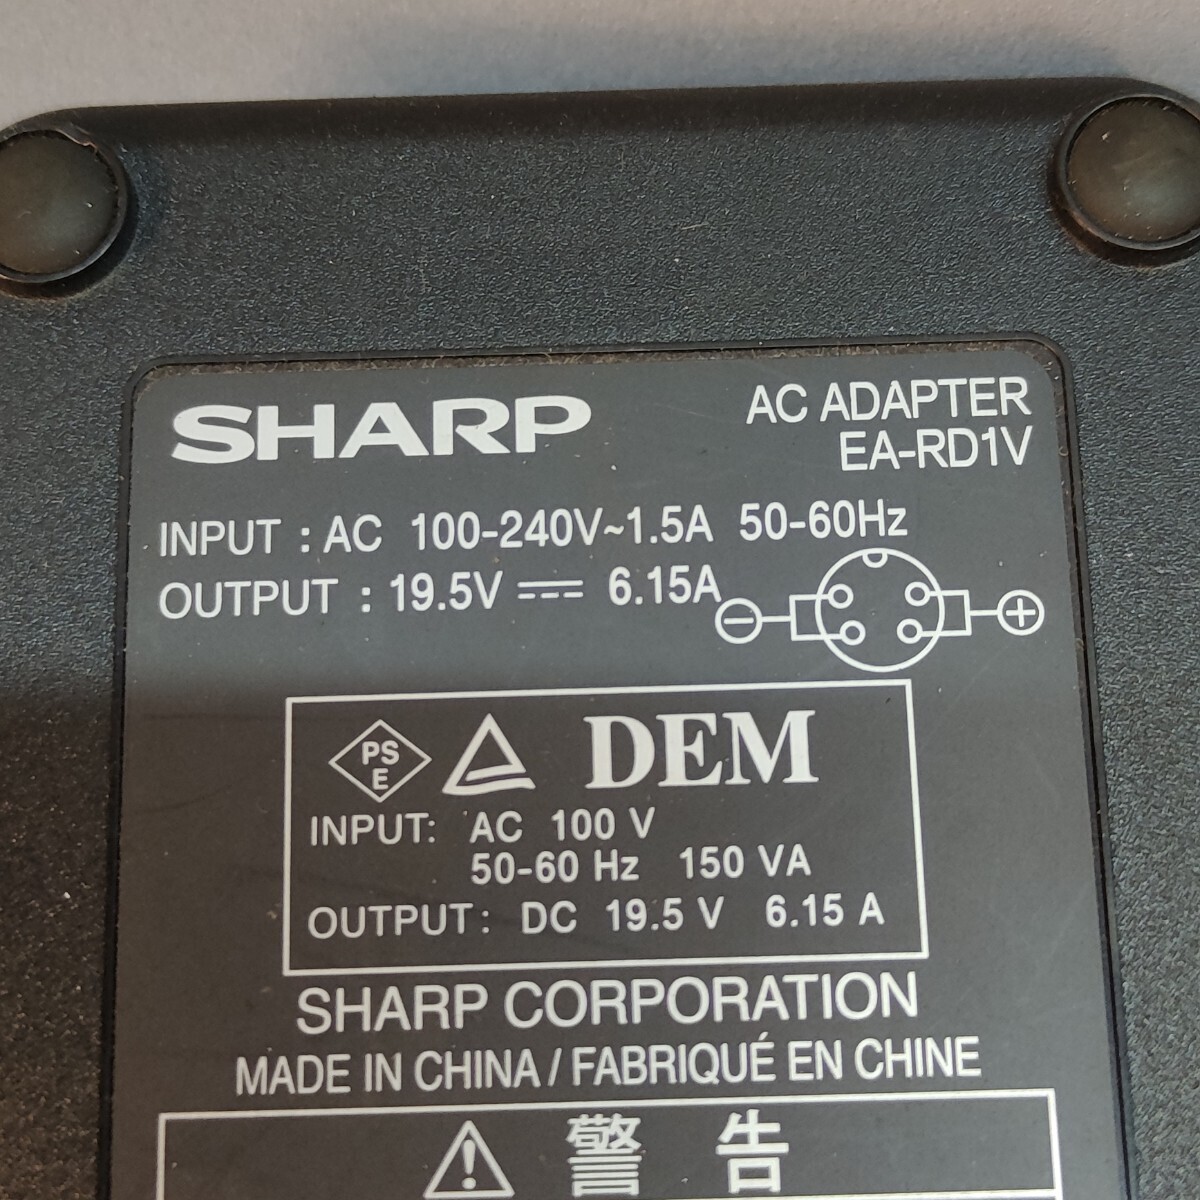 SHARP
AC ADAPTER
EA-RD1V
INPUT : AC 100-240V~1.5A 50-60Hz
OUTPUT : 19.5V ⎓ 6.15A
PS
E
DEM
INPUT: AC 100 V
50-60 Hz 150 VA
OUTPUT: DC 19.5 V 6.15 A
SHARP CORPORATION
MADE IN CHINA / FABRIQUÉ EN CHINE
警告